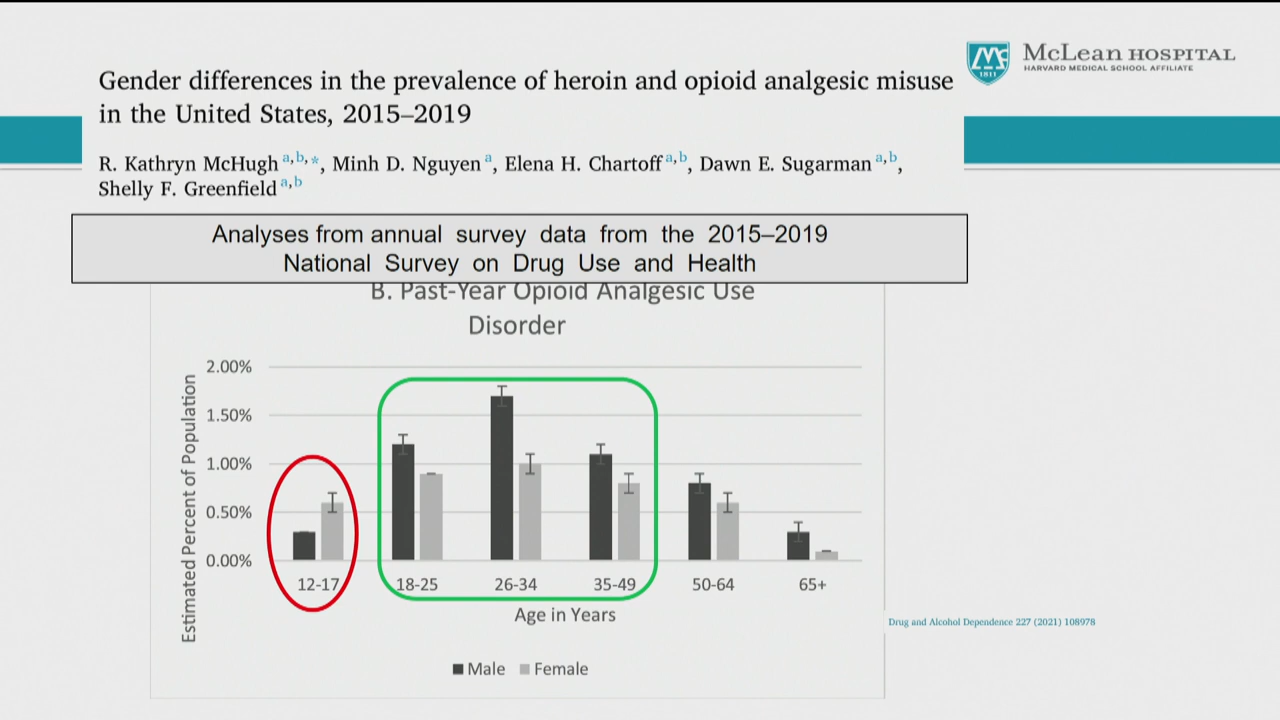 McLEAN HOSPITAL
HARVARD MEDICAL SCHOOL AFFILIATE
Mc
1811
Gender differences in the prevalence of heroin and opioid analgesic misuse
in the United States, 2015–2019
R. Kathryn McHugh a,b,*, Minh D. Nguyen a, Elena H. Chartoff a,b, Dawn E. Sugarman a,b,
Shelly F. Greenfield a,b
Analyses from annual survey data from the 2015–2019
National Survey on Drug Use and Health
B. Past-Year Opioid Analgesic Use
Disorder
Estimated Percent of Population
2.00%
1.50%
1.00%
0.50%
0.00%
12-17 18-25 26-34 35-49 50-64 65+
Age in Years
Male Female
Drug and Alcohol Dependence 227 (2021) 108978